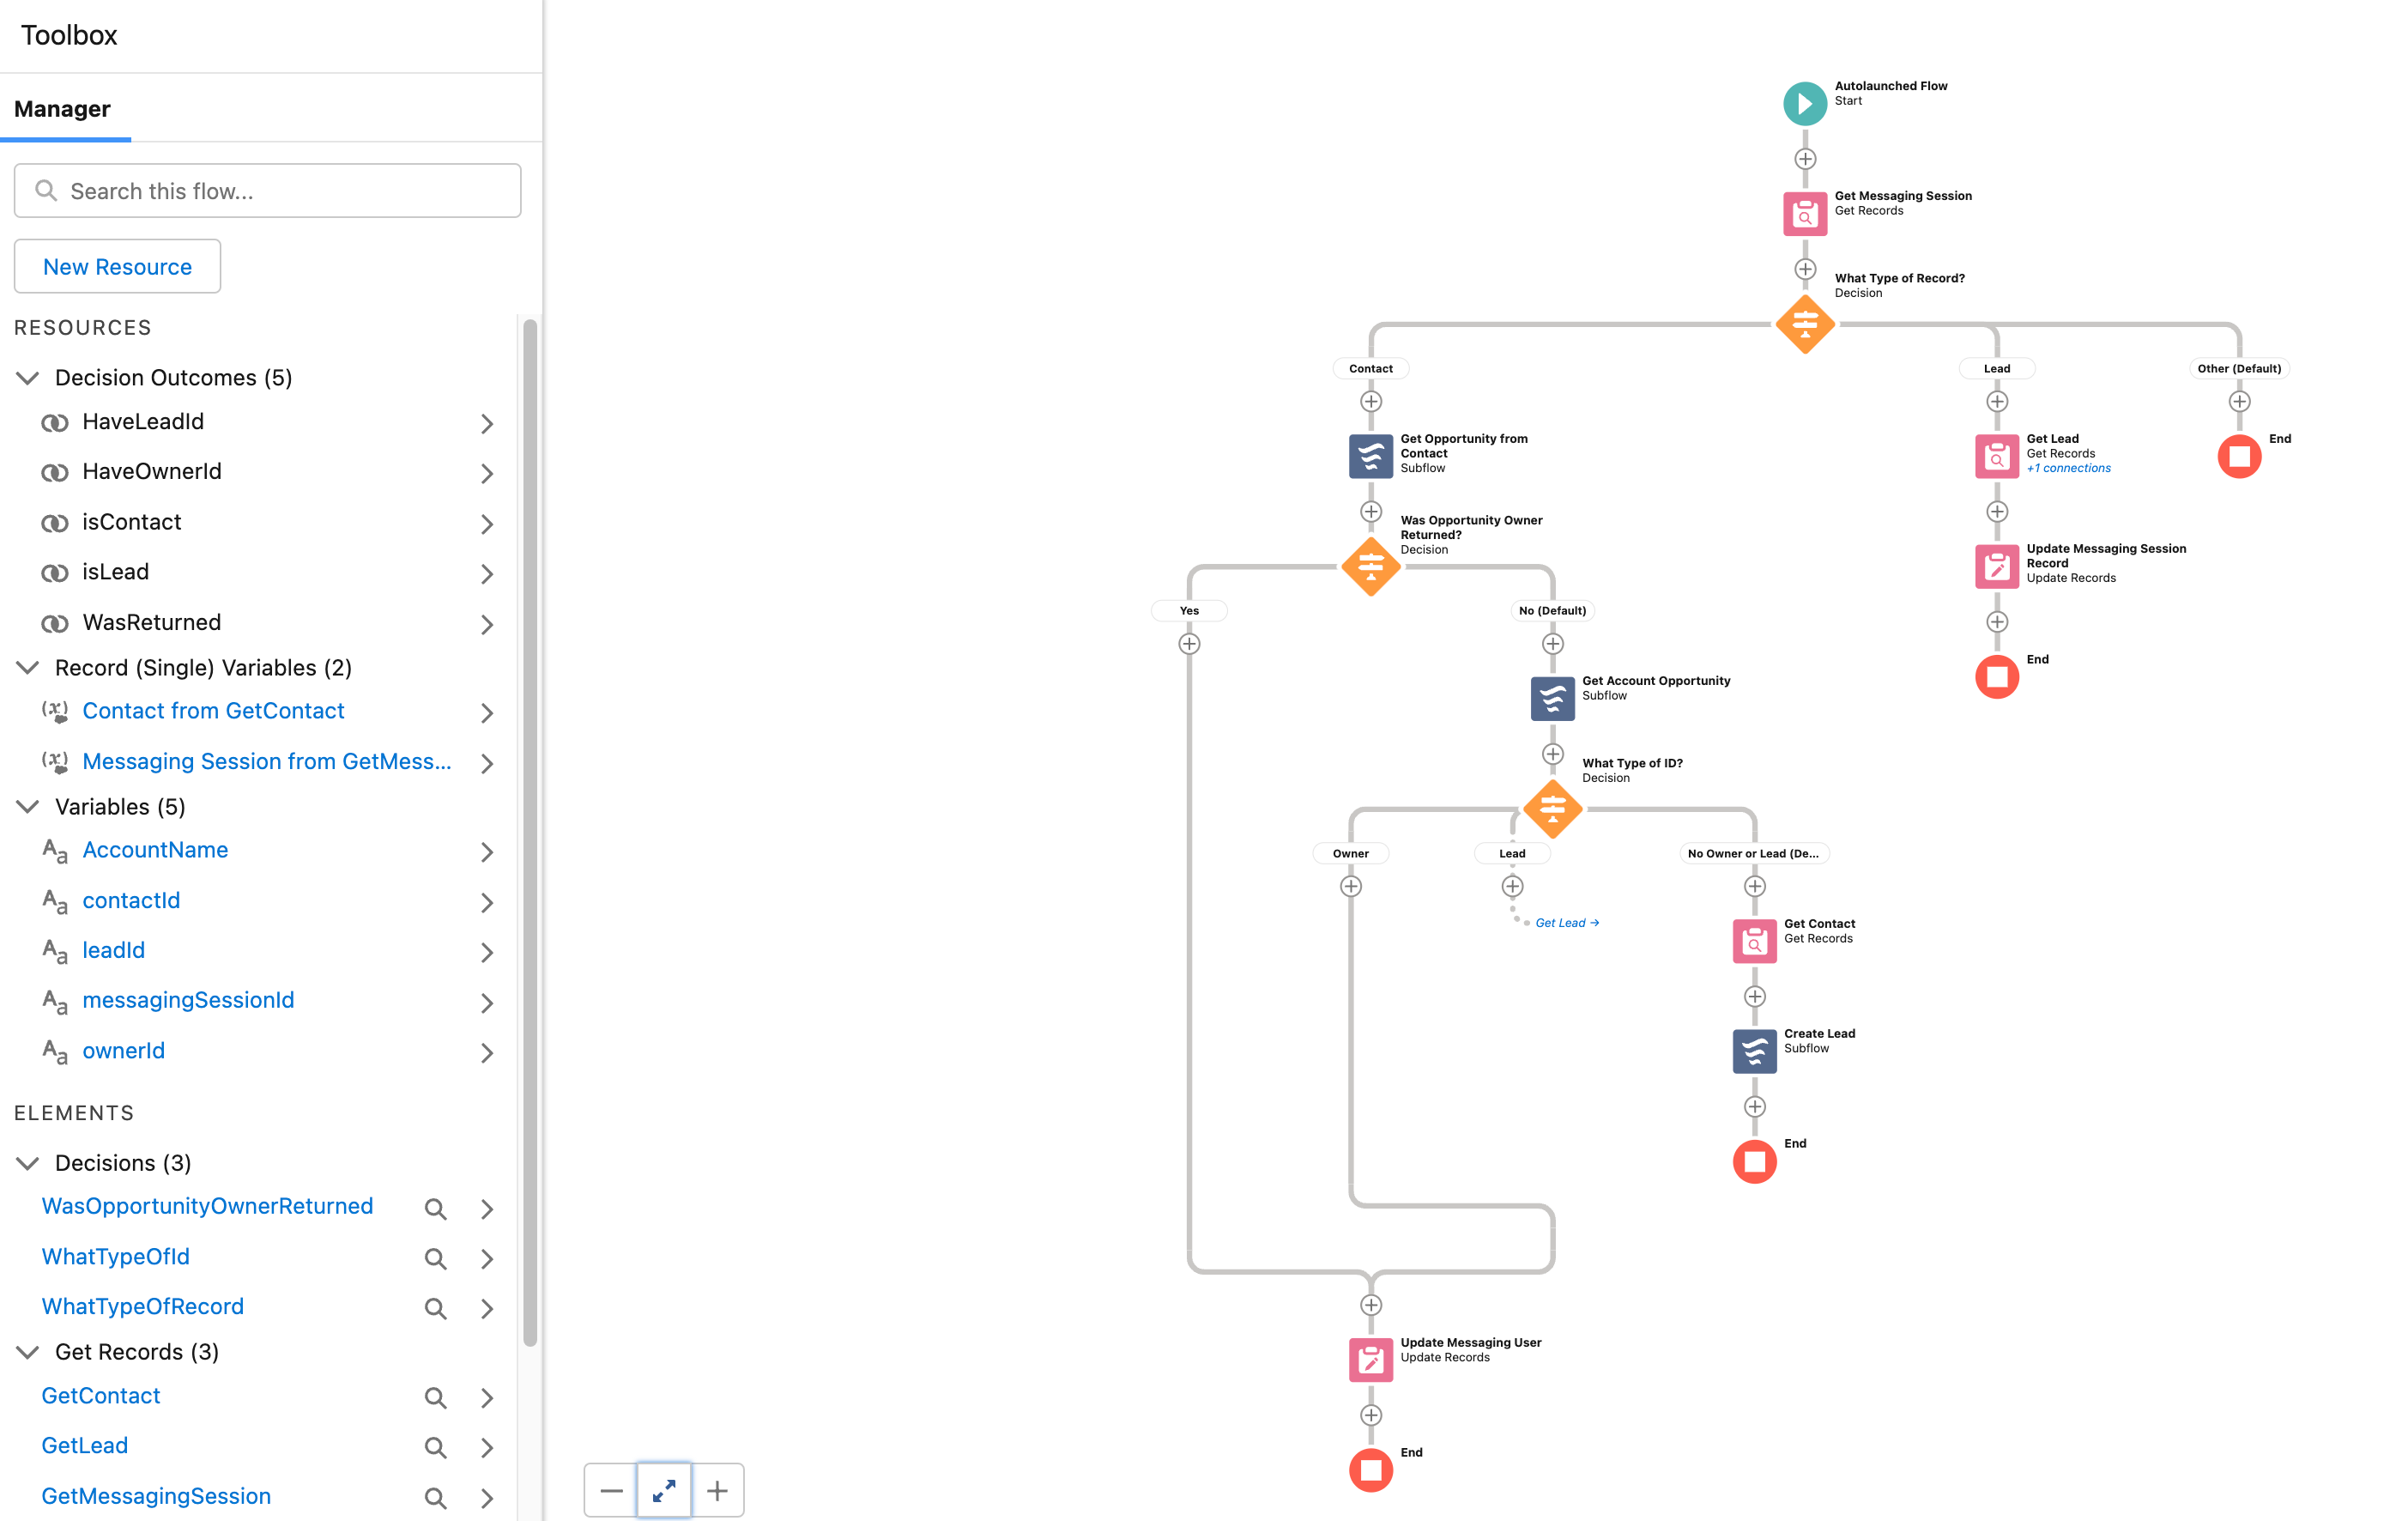 Toolbox
Manager
Search this flow...
New Resource
RESOURCES
Decision Outcomes (5)
HaveLeadId
HaveOwnerId
isContact
isLead
WasReturned
Record (Single) Variables (2)
Contact from GetContact
Messaging Session from GetMess...
Variables (5)
AccountName
contactId
leadId
messagingSessionId
ownerId
ELEMENTS
Decisions (3)
WasOpportunityOwnerReturned
WhatTypeOfId
WhatTypeOfRecord
Get Records (3)
GetContact
GetLead
GetMessagingSession
Autolaunched Flow
Start
Get Messaging Session
Get Records
What Type of Record?
Decision
Contact
Lead
Other (Default)
Get Opportunity from
Contact
Subflow
Get Lead
Get Records
+1 connections
End
Was Opportunity Owner
Returned?
Decision
Update Messaging Session
Record
Update Records
Yes
No (Default)
End
Get Account Opportunity
Subflow
What Type of ID?
Decision
Owner
Lead
No Owner or Lead (De...
Get Lead →
Get Contact
Get Records
Create Lead
Subflow
End
Update Messaging User
Update Records
End